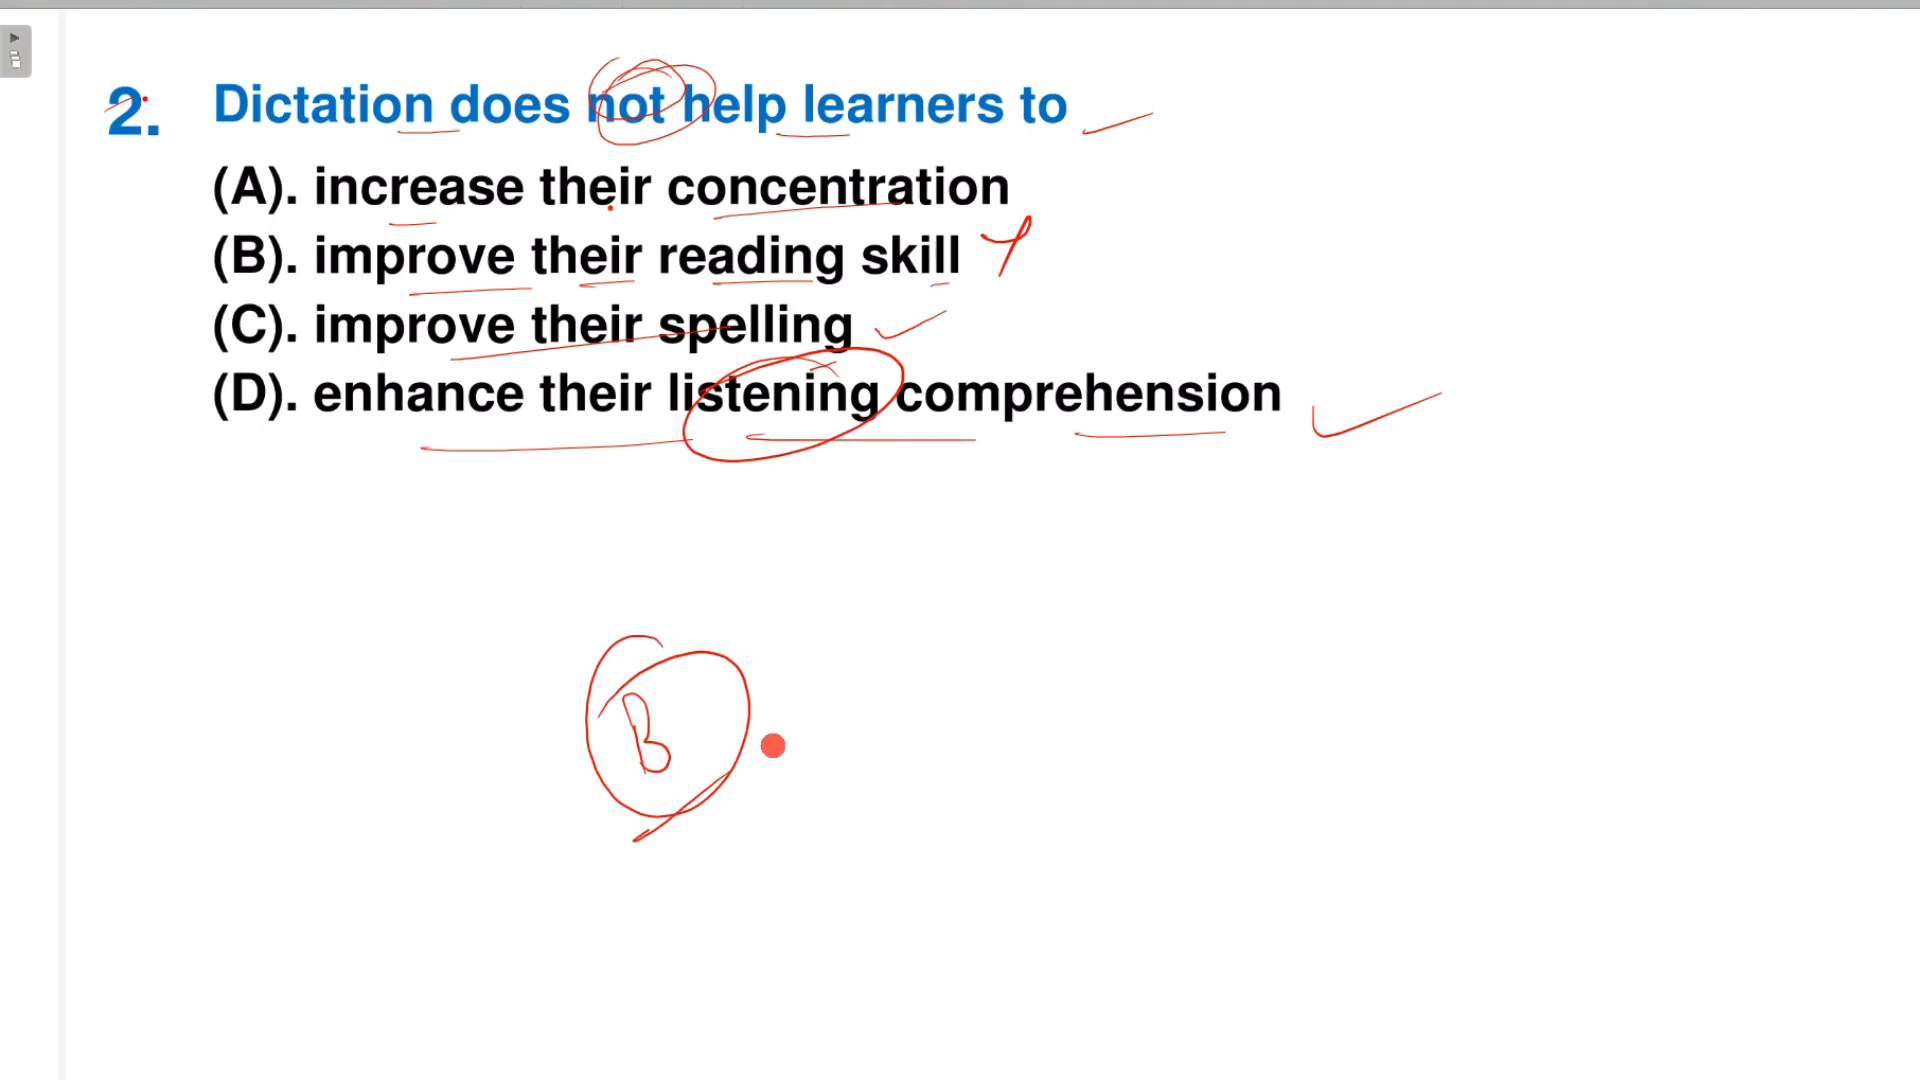 2. Dictation does not help learners to
(A). increase their concentration
(B). improve their reading skill
(C). improve their spelling
(D). enhance their listening comprehension
B